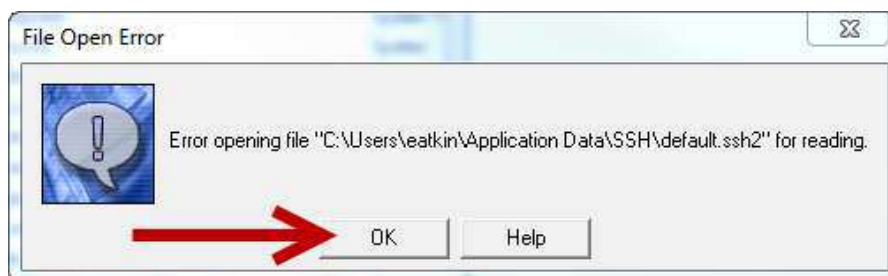 File Open Error
Error opening file "C:\Users\eatkin\Application Data\SSH\default.ssh2" for reading.
OK
Help